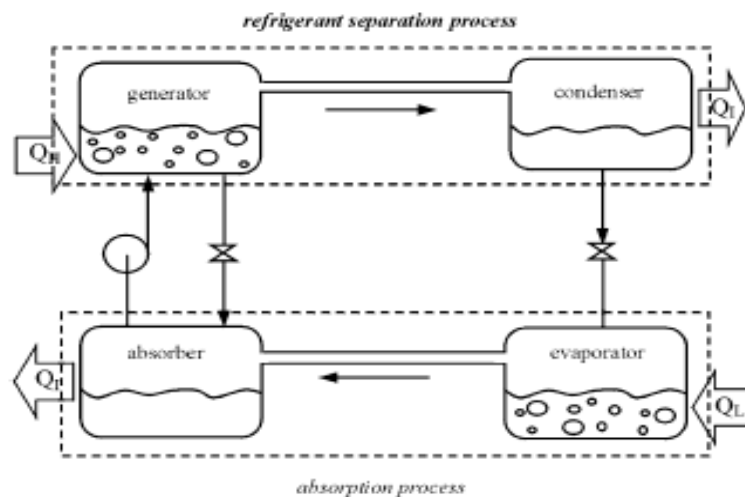 refrigerant separation process
generator
condenser
Q_H
Q_I
absorber
evaporator
Q_I
Q_L
absorption process